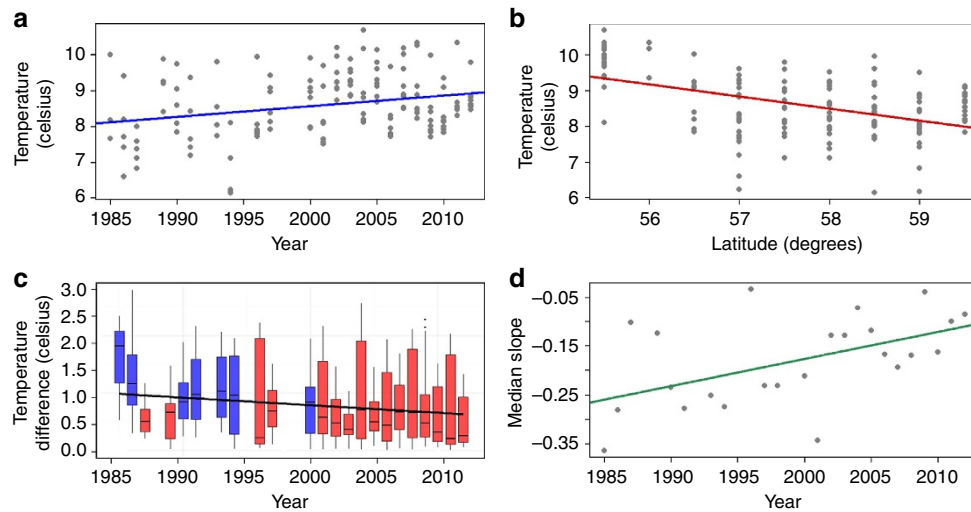 a
Temperature
(celsius)
10
9
8
7
6
1985 1990 1995 2000 2005 2010
Year
b
Temperature
(celsius)
10
9
8
7
6
56 57 58 59
Latitude (degrees)
c
Temperature
difference (celsius)
3.0
2.5
2.0
1.5
1.0
0.5
0.0
1985 1990 1995 2000 2005 2010
Year
d
Median slope
−0.05
−0.15
−0.25
−0.35
1985 1990 1995 2000 2005 2010
Year